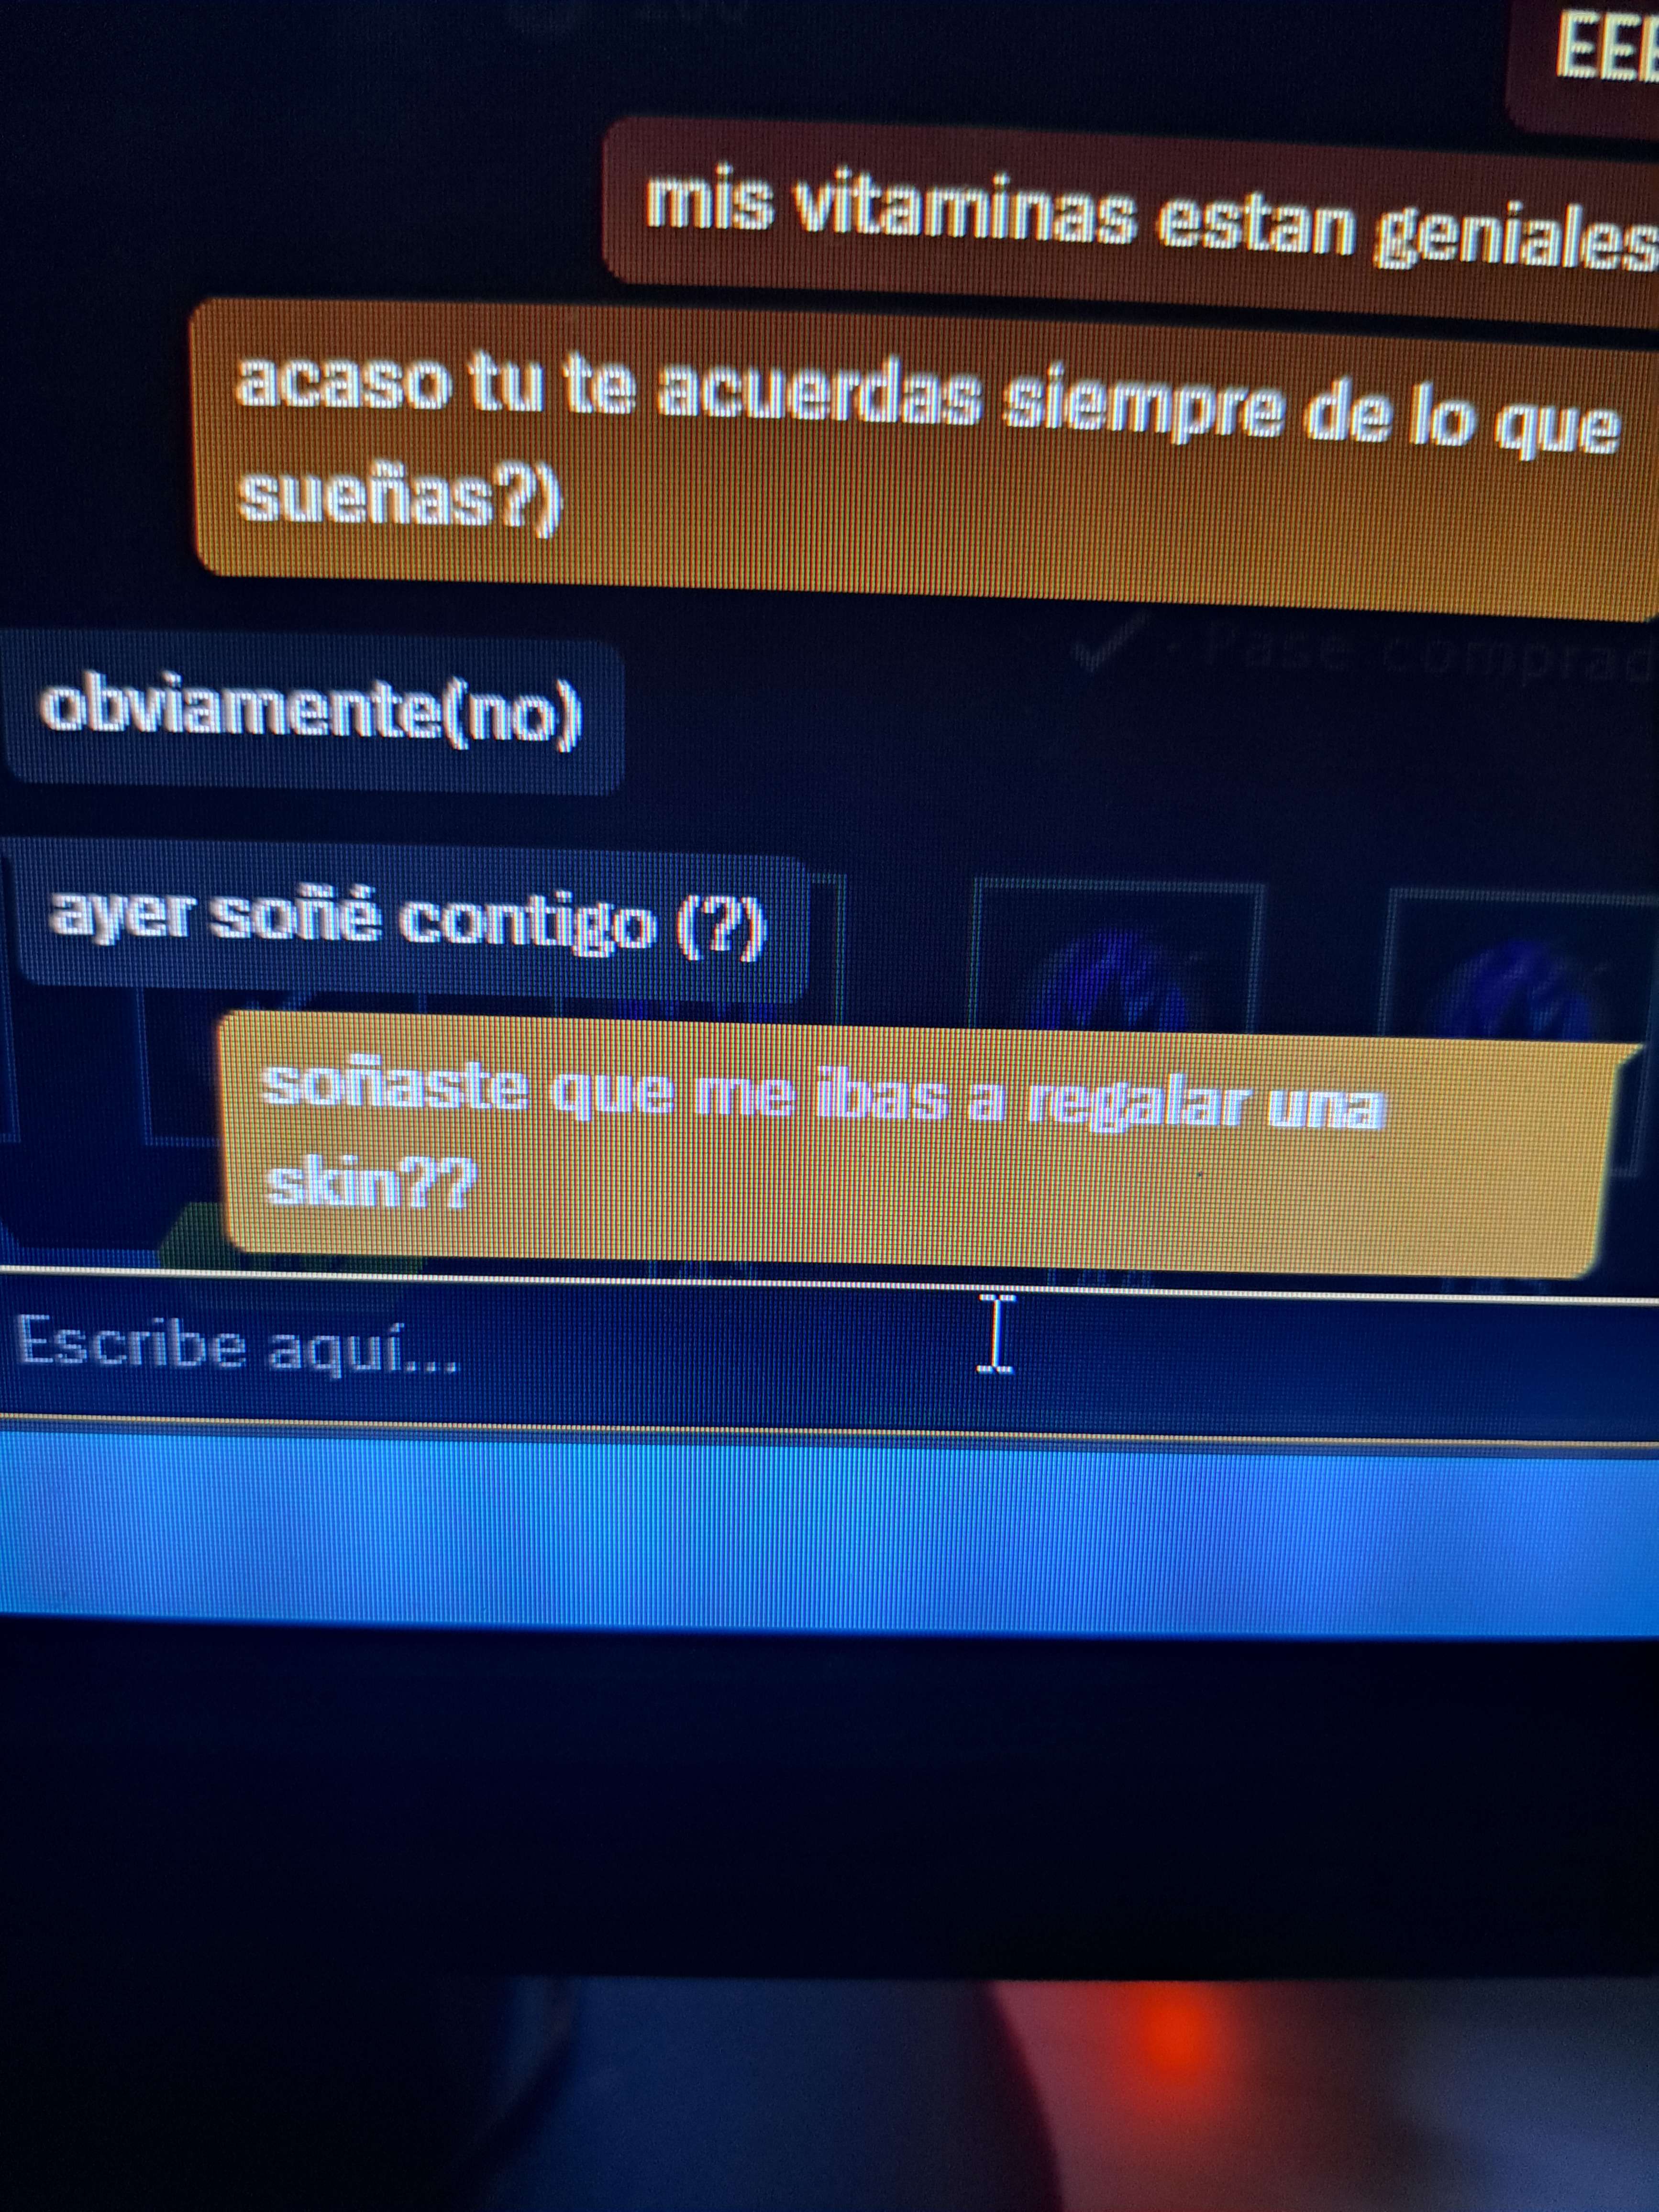 EEE
mis vitaminas estan geniales
acaso tu te acuerdas siempre de lo que
sueñas?)
obviamente(no)
ayer soñé contigo (?)
soñaste que me ibas a regalar una
skin??
Escribe aquí...